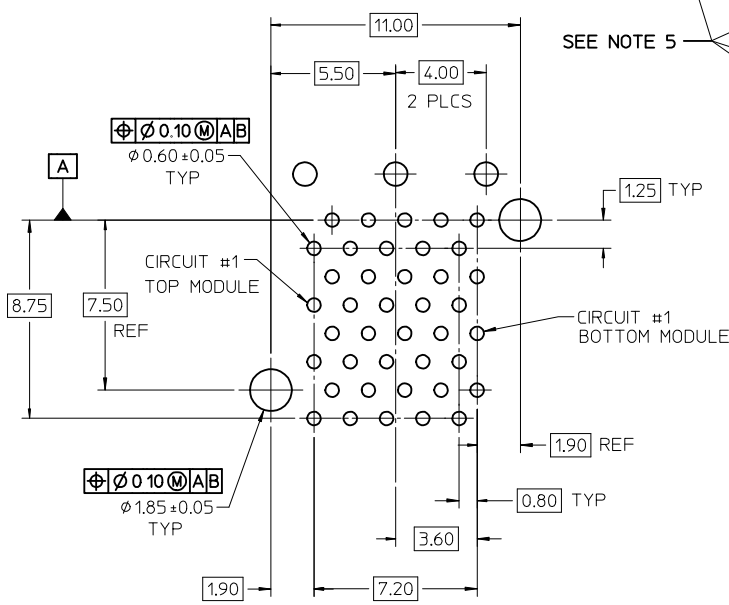 11.00
SEE NOTE 5
5.50
4.00
2 PLCS
⌖ Ø 0.10 Ⓜ A B
Ø 0.60 ±0.05
TYP
A
1.25 TYP
CIRCUIT #1
TOP MODULE
8.75
7.50
REF
CIRCUIT #1
BOTTOM MODULE
1.90 REF
⌖ Ø 0 10 Ⓜ A B
Ø 1.85 ±0.05
TYP
0.80 TYP
3.60
1.90
7.20